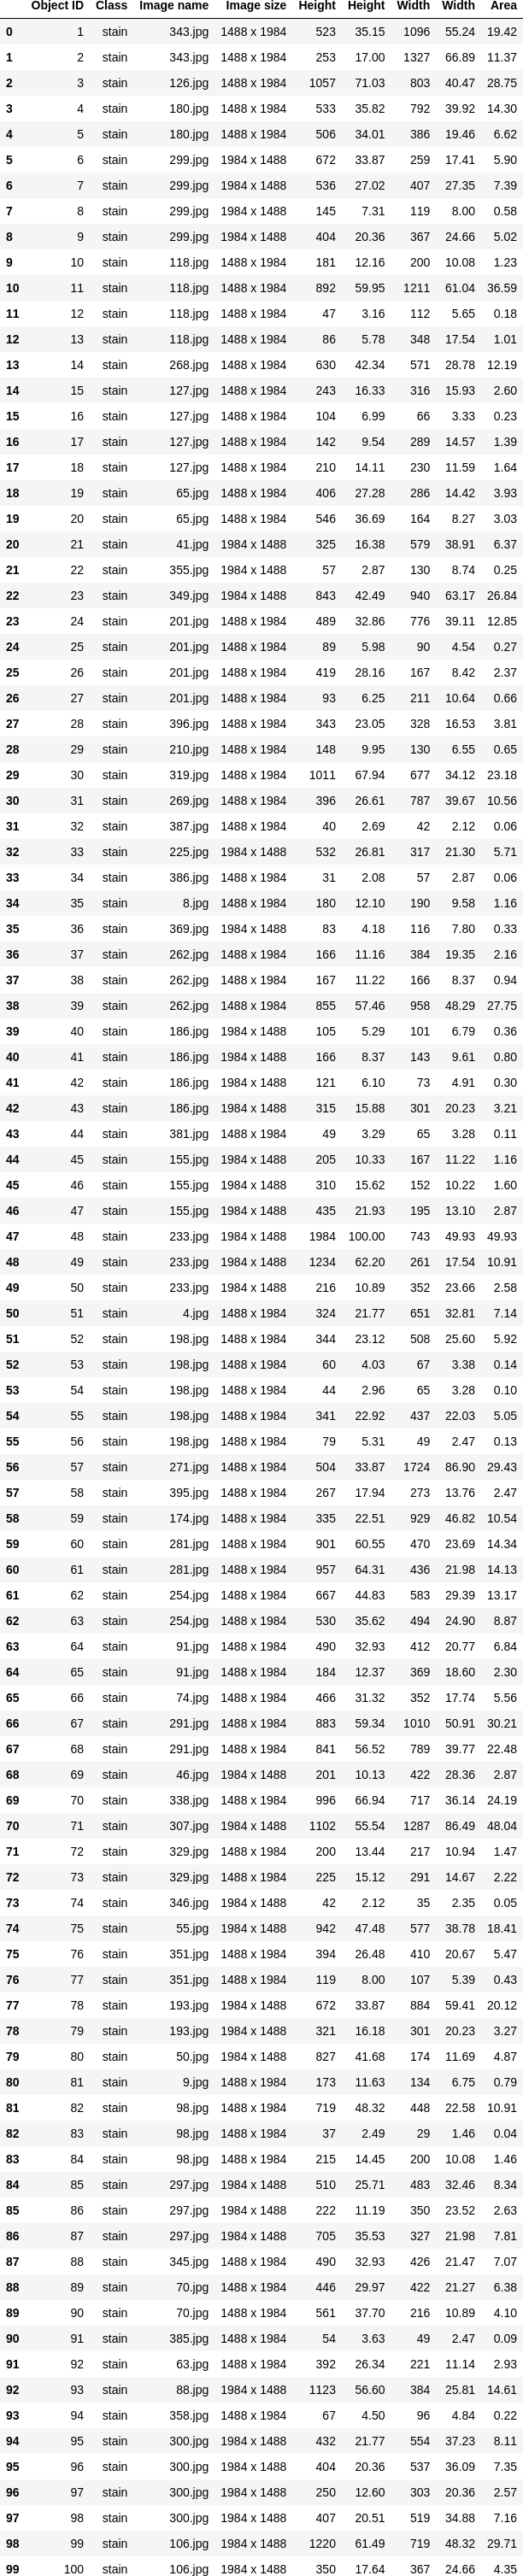 Object ID Class Image name Image size Height Height Width Width Area
0 1 stain 343.jpg 1488 x 1984 523 35.15 1096 55.24 19.42
1 2 stain 343.jpg 1488 x 1984 253 17.00 1327 66.89 11.37
2 3 stain 126.jpg 1488 x 1984 1057 71.03 803 40.47 28.75
3 4 stain 180.jpg 1488 x 1984 533 35.82 792 39.92 14.30
4 5 stain 180.jpg 1488 x 1984 506 34.01 386 19.46 6.62
5 6 stain 299.jpg 1984 x 1488 672 33.87 259 17.41 5.90
6 7 stain 299.jpg 1984 x 1488 536 27.02 407 27.35 7.39
7 8 stain 299.jpg 1984 x 1488 145 7.31 119 8.00 0.58
8 9 stain 299.jpg 1984 x 1488 404 20.36 367 24.66 5.02
9 10 stain 118.jpg 1488 x 1984 181 12.16 200 10.08 1.23
10 11 stain 118.jpg 1488 x 1984 892 59.95 1211 61.04 36.59
11 12 stain 118.jpg 1488 x 1984 47 3.16 112 5.65 0.18
12 13 stain 118.jpg 1488 x 1984 86 5.78 348 17.54 1.01
13 14 stain 268.jpg 1488 x 1984 630 42.34 571 28.78 12.19
14 15 stain 127.jpg 1488 x 1984 243 16.33 316 15.93 2.60
15 16 stain 127.jpg 1488 x 1984 104 6.99 66 3.33 0.23
16 17 stain 127.jpg 1488 x 1984 142 9.54 289 14.57 1.39
17 18 stain 127.jpg 1488 x 1984 210 14.11 230 11.59 1.64
18 19 stain 65.jpg 1488 x 1984 406 27.28 286 14.42 3.93
19 20 stain 65.jpg 1488 x 1984 546 36.69 164 8.27 3.03
20 21 stain 41.jpg 1984 x 1488 325 16.38 579 38.91 6.37
21 22 stain 355.jpg 1984 x 1488 57 2.87 130 8.74 0.25
22 23 stain 349.jpg 1984 x 1488 843 42.49 940 63.17 26.84
23 24 stain 201.jpg 1488 x 1984 489 32.86 776 39.11 12.85
24 25 stain 201.jpg 1488 x 1984 89 5.98 90 4.54 0.27
25 26 stain 201.jpg 1488 x 1984 419 28.16 167 8.42 2.37
26 27 stain 201.jpg 1488 x 1984 93 6.25 211 10.64 0.66
27 28 stain 396.jpg 1488 x 1984 343 23.05 328 16.53 3.81
28 29 stain 210.jpg 1488 x 1984 148 9.95 130 6.55 0.65
29 30 stain 319.jpg 1488 x 1984 1011 67.94 677 34.12 23.18
30 31 stain 269.jpg 1488 x 1984 396 26.61 787 39.67 10.56
31 32 stain 387.jpg 1488 x 1984 40 2.69 42 2.12 0.06
32 33 stain 225.jpg 1984 x 1488 532 26.81 317 21.30 5.71
33 34 stain 386.jpg 1488 x 1984 31 2.08 57 2.87 0.06
34 35 stain 8.jpg 1488 x 1984 180 12.10 190 9.58 1.16
35 36 stain 369.jpg 1984 x 1488 83 4.18 116 7.80 0.33
36 37 stain 262.jpg 1488 x 1984 166 11.16 384 19.35 2.16
37 38 stain 262.jpg 1488 x 1984 167 11.22 166 8.37 0.94
38 39 stain 262.jpg 1488 x 1984 855 57.46 958 48.29 27.75
39 40 stain 186.jpg 1984 x 1488 105 5.29 101 6.79 0.36
40 41 stain 186.jpg 1984 x 1488 166 8.37 143 9.61 0.80
41 42 stain 186.jpg 1984 x 1488 121 6.10 73 4.91 0.30
42 43 stain 186.jpg 1984 x 1488 315 15.88 301 20.23 3.21
43 44 stain 381.jpg 1488 x 1984 49 3.29 65 3.28 0.11
44 45 stain 155.jpg 1984 x 1488 205 10.33 167 11.22 1.16
45 46 stain 155.jpg 1984 x 1488 310 15.62 152 10.22 1.60
46 47 stain 155.jpg 1984 x 1488 435 21.93 195 13.10 2.87
47 48 stain 233.jpg 1984 x 1488 1984 100.00 743 49.93 49.93
48 49 stain 233.jpg 1984 x 1488 1234 62.20 261 17.54 10.91
49 50 stain 233.jpg 1984 x 1488 216 10.89 352 23.66 2.58
50 51 stain 4.jpg 1488 x 1984 324 21.77 651 32.81 7.14
51 52 stain 198.jpg 1488 x 1984 344 23.12 508 25.60 5.92
52 53 stain 198.jpg 1488 x 1984 60 4.03 67 3.38 0.14
53 54 stain 198.jpg 1488 x 1984 44 2.96 65 3.28 0.10
54 55 stain 198.jpg 1488 x 1984 341 22.92 437 22.03 5.05
55 56 stain 198.jpg 1488 x 1984 79 5.31 49 2.47 0.13
56 57 stain 271.jpg 1488 x 1984 504 33.87 1724 86.90 29.43
57 58 stain 395.jpg 1488 x 1984 267 17.94 273 13.76 2.47
58 59 stain 174.jpg 1488 x 1984 335 22.51 929 46.82 10.54
59 60 stain 281.jpg 1488 x 1984 901 60.55 470 23.69 14.34
60 61 stain 281.jpg 1488 x 1984 957 64.31 436 21.98 14.13
61 62 stain 254.jpg 1488 x 1984 667 44.83 583 29.39 13.17
62 63 stain 254.jpg 1488 x 1984 530 35.62 494 24.90 8.87
63 64 stain 91.jpg 1488 x 1984 490 32.93 412 20.77 6.84
64 65 stain 91.jpg 1488 x 1984 184 12.37 369 18.60 2.30
65 66 stain 74.jpg 1488 x 1984 466 31.32 352 17.74 5.56
66 67 stain 291.jpg 1488 x 1984 883 59.34 1010 50.91 30.21
67 68 stain 291.jpg 1488 x 1984 841 56.52 789 39.77 22.48
68 69 stain 46.jpg 1984 x 1488 201 10.13 422 28.36 2.87
69 70 stain 338.jpg 1488 x 1984 996 66.94 717 36.14 24.19
70 71 stain 307.jpg 1984 x 1488 1102 55.54 1287 86.49 48.04
71 72 stain 329.jpg 1488 x 1984 200 13.44 217 10.94 1.47
72 73 stain 329.jpg 1488 x 1984 225 15.12 291 14.67 2.22
73 74 stain 346.jpg 1984 x 1488 42 2.12 35 2.35 0.05
74 75 stain 55.jpg 1984 x 1488 942 47.48 577 38.78 18.41
75 76 stain 351.jpg 1488 x 1984 394 26.48 410 20.67 5.47
76 77 stain 351.jpg 1488 x 1984 119 8.00 107 5.39 0.43
77 78 stain 193.jpg 1984 x 1488 672 33.87 884 59.41 20.12
78 79 stain 193.jpg 1984 x 1488 321 16.18 301 20.23 3.27
79 80 stain 50.jpg 1984 x 1488 827 41.68 174 11.69 4.87
80 81 stain 9.jpg 1488 x 1984 173 11.63 134 6.75 0.79
81 82 stain 98.jpg 1488 x 1984 719 48.32 448 22.58 10.91
82 83 stain 98.jpg 1488 x 1984 37 2.49 29 1.46 0.04
83 84 stain 98.jpg 1488 x 1984 215 14.45 200 10.08 1.46
84 85 stain 297.jpg 1984 x 1488 510 25.71 483 32.46 8.34
85 86 stain 297.jpg 1984 x 1488 222 11.19 350 23.52 2.63
86 87 stain 297.jpg 1984 x 1488 705 35.53 327 21.98 7.81
87 88 stain 345.jpg 1488 x 1984 490 32.93 426 21.47 7.07
88 89 stain 70.jpg 1488 x 1984 446 29.97 422 21.27 6.38
89 90 stain 70.jpg 1488 x 1984 561 37.70 216 10.89 4.10
90 91 stain 385.jpg 1488 x 1984 54 3.63 49 2.47 0.09
91 92 stain 63.jpg 1488 x 1984 392 26.34 221 11.14 2.93
92 93 stain 88.jpg 1984 x 1488 1123 56.60 384 25.81 14.61
93 94 stain 358.jpg 1488 x 1984 67 4.50 96 4.84 0.22
94 95 stain 300.jpg 1984 x 1488 432 21.77 554 37.23 8.11
95 96 stain 300.jpg 1984 x 1488 404 20.36 537 36.09 7.35
96 97 stain 300.jpg 1984 x 1488 250 12.60 303 20.36 2.57
97 98 stain 300.jpg 1984 x 1488 407 20.51 519 34.88 7.16
98 99 stain 106.jpg 1984 x 1488 1220 61.49 719 48.32 29.71
99 100 stain 106.jpg 1984 x 1488 350 17.64 367 24.66 4.35